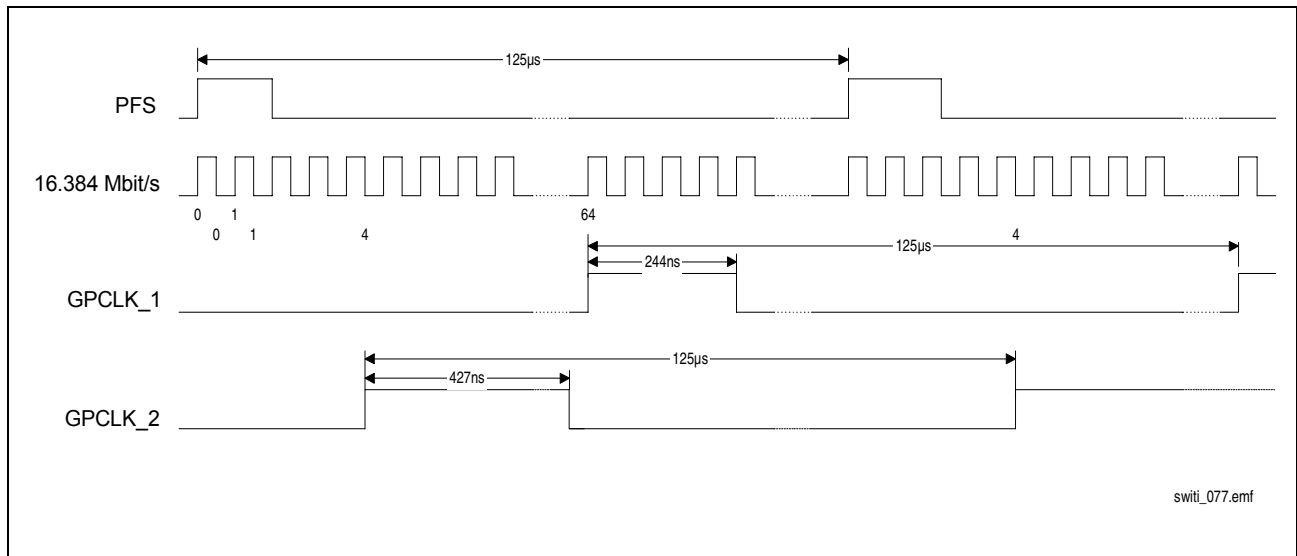 125µs
PFS
16.384 Mbit/s
0 1 64
0 1 4 4
125µs
244ns
GPCLK_1
125µs
427ns
GPCLK_2
switi_077.emf